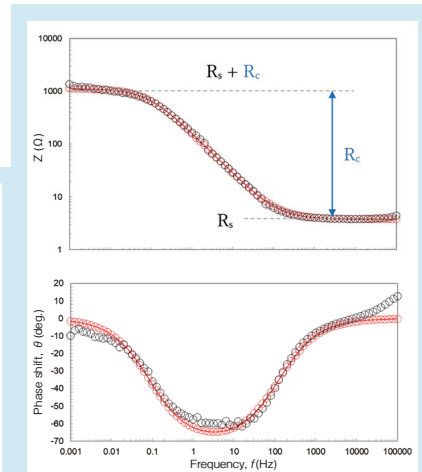 10000
1000
100
10
1
Z (Ω)
Rs + Rc
Rc
Rs
20
10
0
-10
-20
-30
-40
-50
-60
-70
Phase shift, θ (deg.)
0.001 0.01 0.1 1 10 100 1000 10000 100000
Frequency, f(Hz)